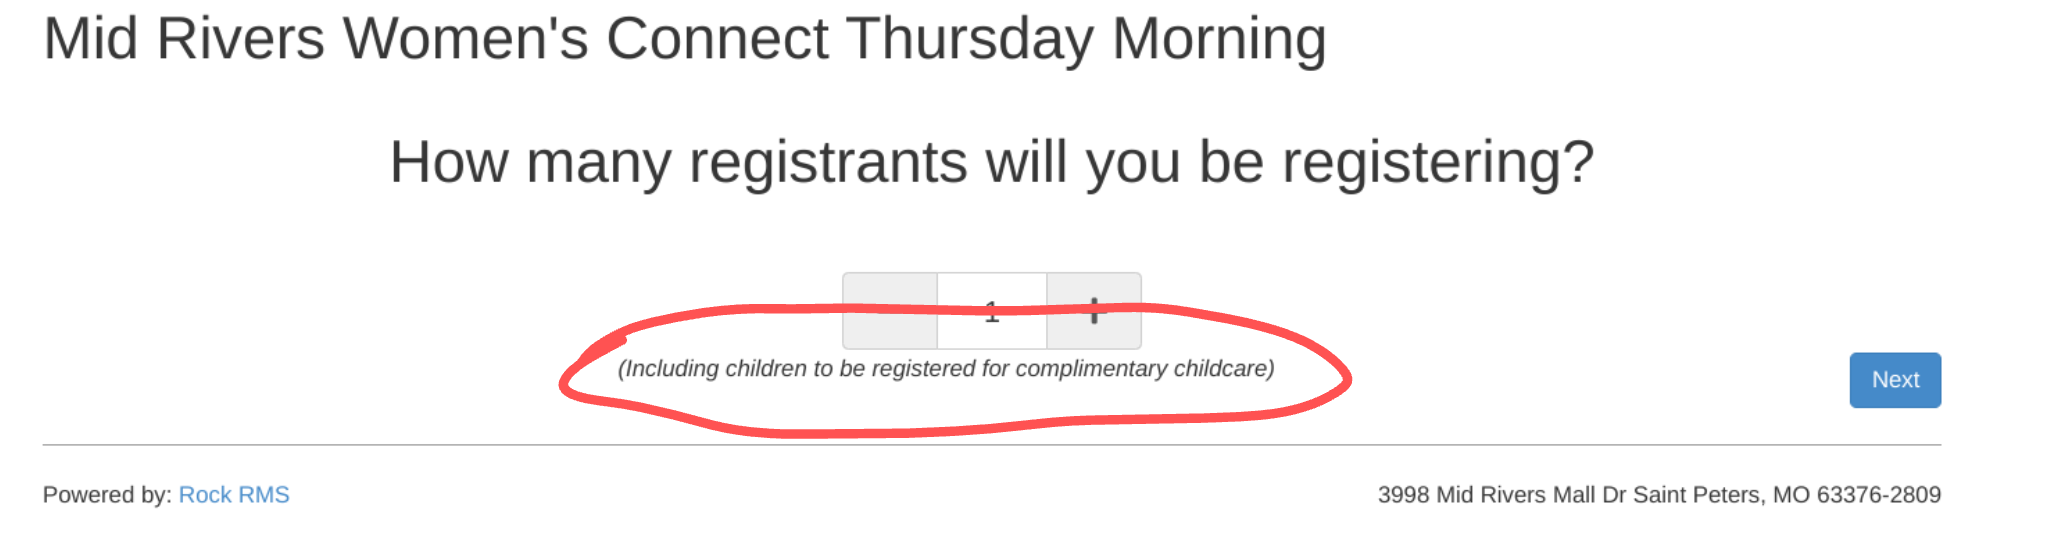 Mid Rivers Women's Connect Thursday Morning
How many registrants will you be registering?
1 +
(Including children to be registered for complimentary childcare)
Next
Powered by: Rock RMS 3998 Mid Rivers Mall Dr Saint Peters, MO 63376-2809